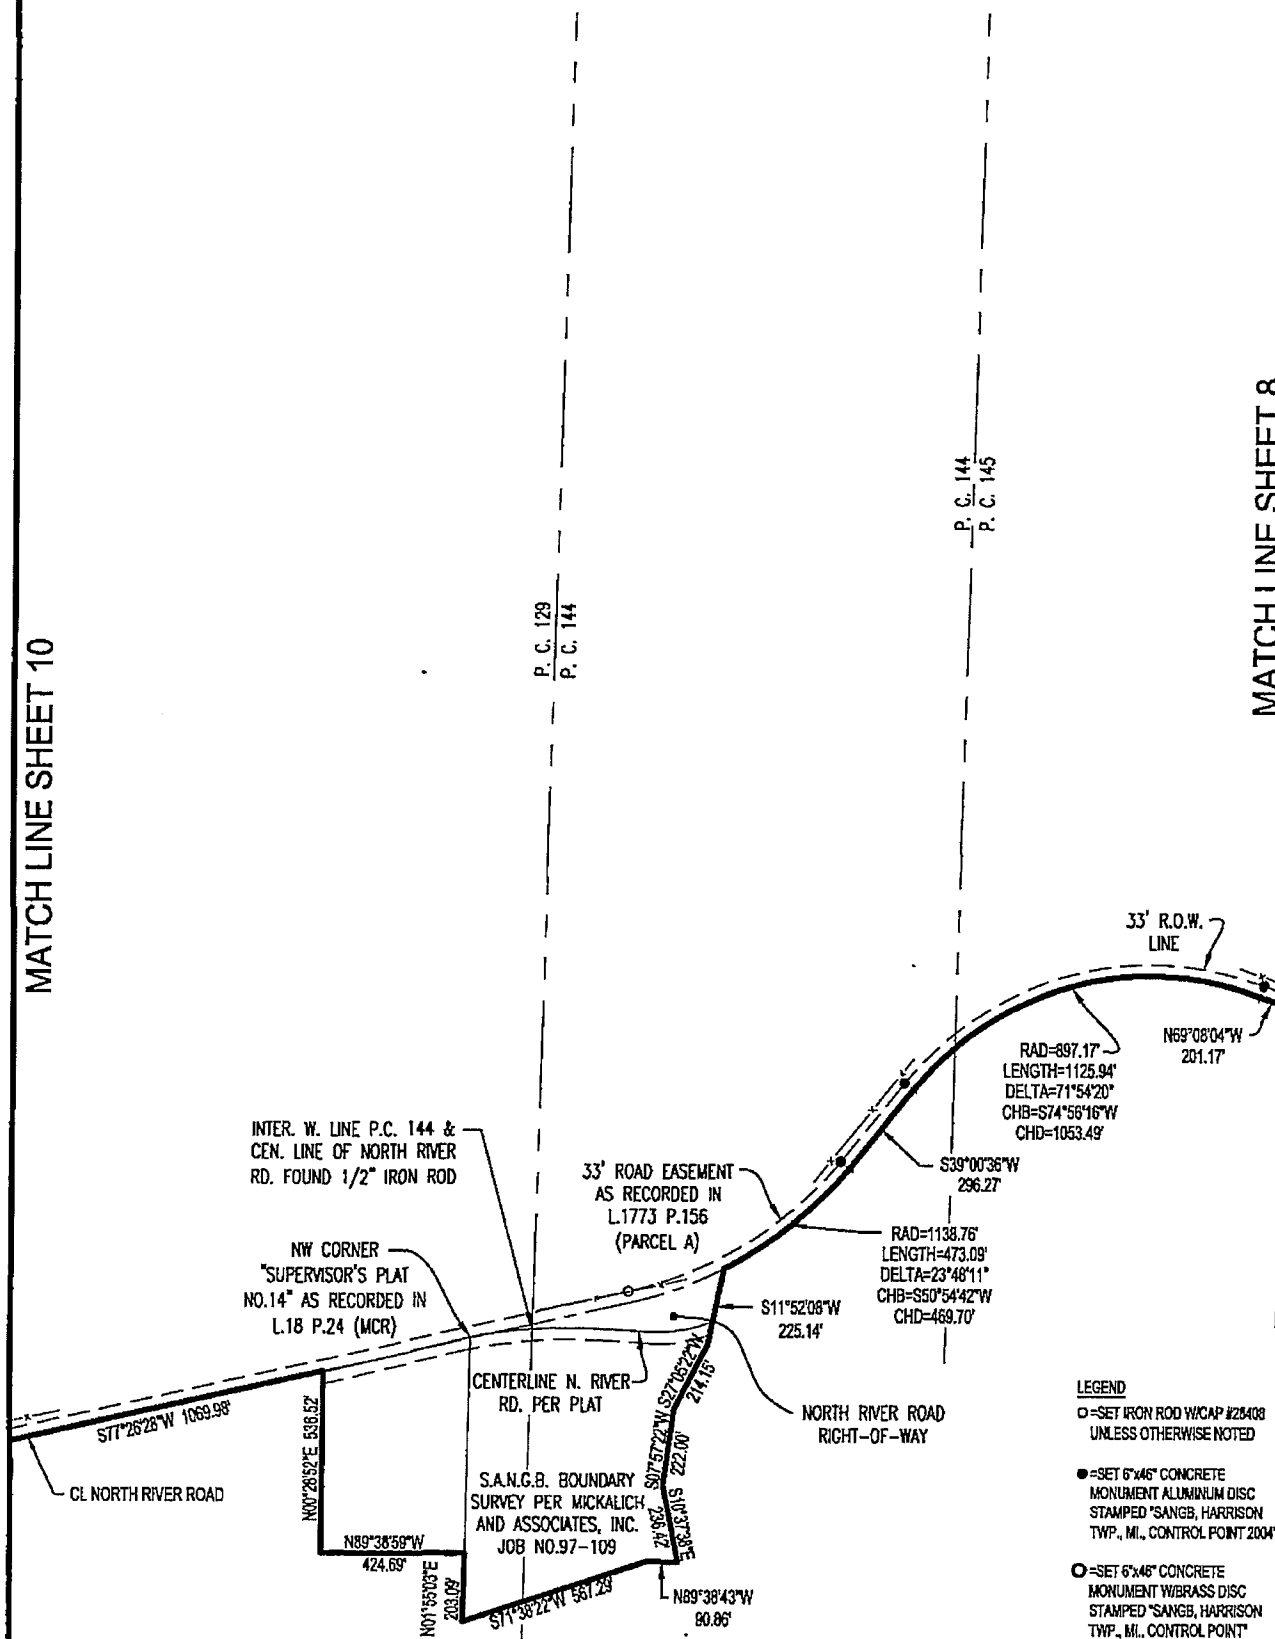 MATCH LINE SHEET 10
MATCH LINE SHEET 8
P. C. 129
P. C. 144
P. C. 144
P. C. 145
33' R.O.W.
LINE
N69°08'04"W
201.17'
RAD=897.17'
LENGTH=1125.94'
DELTA=71°54'20"
CHB=S74°56'16"W
CHD=1053.49'
S39°00'36"W
296.27'
INTER. W. LINE P.C. 144 &
CEN. LINE OF NORTH RIVER
RD. FOUND 1/2" IRON ROD
33' ROAD EASEMENT
AS RECORDED IN
L.1773 P.156
(PARCEL A)
RAD=1138.76'
LENGTH=473.09'
DELTA=23°48'11"
CHB=S50°54'42"W
CHD=469.70'
NW CORNER
"SUPERVISOR'S PLAT
NO.14" AS RECORDED IN
L.18 P.24 (MCR)
S11°52'08"W
225.14'
CENTERLINE N. RIVER
RD. PER PLAT
S27°05'22"W
214.15'
NORTH RIVER ROAD
RIGHT-OF-WAY
S77°26'28"W 1069.98'
CL NORTH RIVER ROAD
N00°28'52"E 536.52'
S07°57'22"W
222.00'
S.A.N.G.B. BOUNDARY
SURVEY PER MICKALICH
AND ASSOCIATES, INC.
JOB NO.97-109
S10°37'38"E
236.42'
N89°38'59"W
424.69'
N01°55'03"E
203.09'
S71°38'22"W 567.29'
N89°38'43"W
90.86'
LEGEND
O=SET IRON ROD W/CAP #28408
UNLESS OTHERWISE NOTED
●=SET 6"x46" CONCRETE
MONUMENT ALUMINUM DISC
STAMPED "SANGB, HARRISON
TWP., MI., CONTROL POINT 2004"
O=SET 6"x46" CONCRETE
MONUMENT W/BRASS DISC
STAMPED "SANGB, HARRISON
TWP., MI., CONTROL POINT"